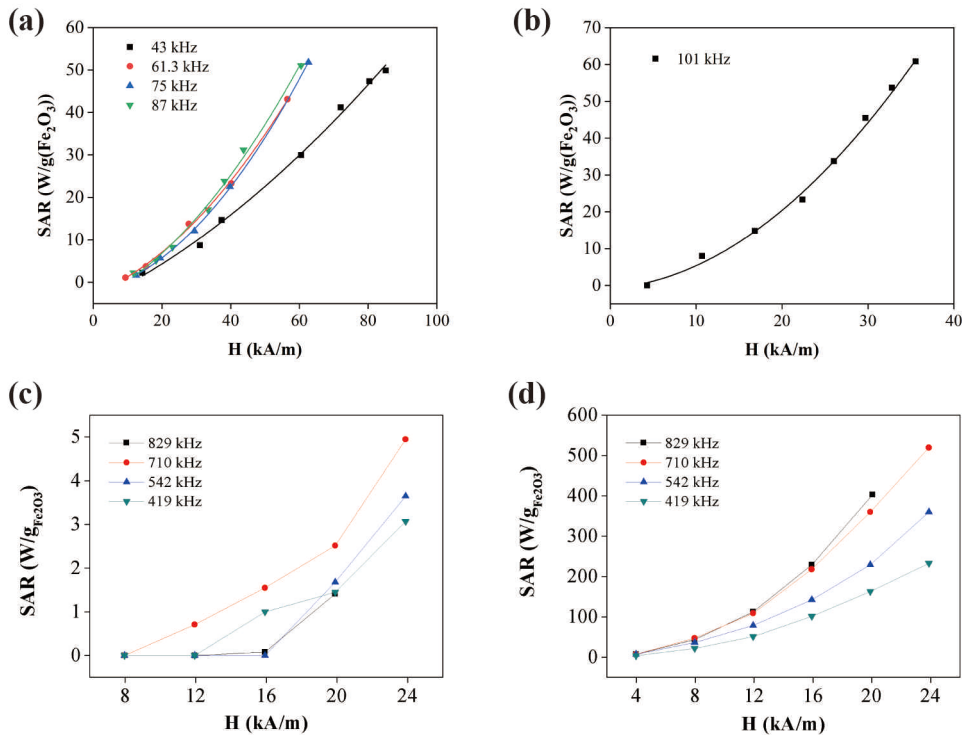 (a)
60
50
40
30
20
10
0
SAR (W/g(Fe₂O₃))
43 kHz
61.3 kHz
75 kHz
87 kHz
0 20 40 60 80 100
H (kA/m)
(b)
70
60
50
40
30
20
10
0
SAR (W/g(Fe₂O₃))
101 kHz
0 10 20 30 40
H (kA/m)
(c)
5
4
3
2
1
0
SAR (W/g_Fe2O3)
829 kHz
710 kHz
542 kHz
419 kHz
8 12 16 20 24
H (kA/m)
(d)
600
500
400
300
200
100
0
SAR (W/g_Fe2O3)
829 kHz
710 kHz
542 kHz
419 kHz
4 8 12 16 20 24
H (kA/m)